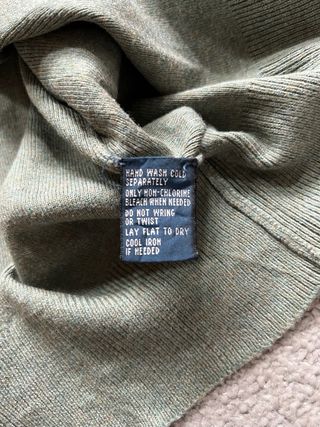 HAND WASH COLD
SEPARATELY
ONLY NON-CHLORINE
BLEACH WHEN NEEDED
DO NOT WRING
OR TWIST
LAY FLAT TO DRY
COOL IRON
IF NEEDED